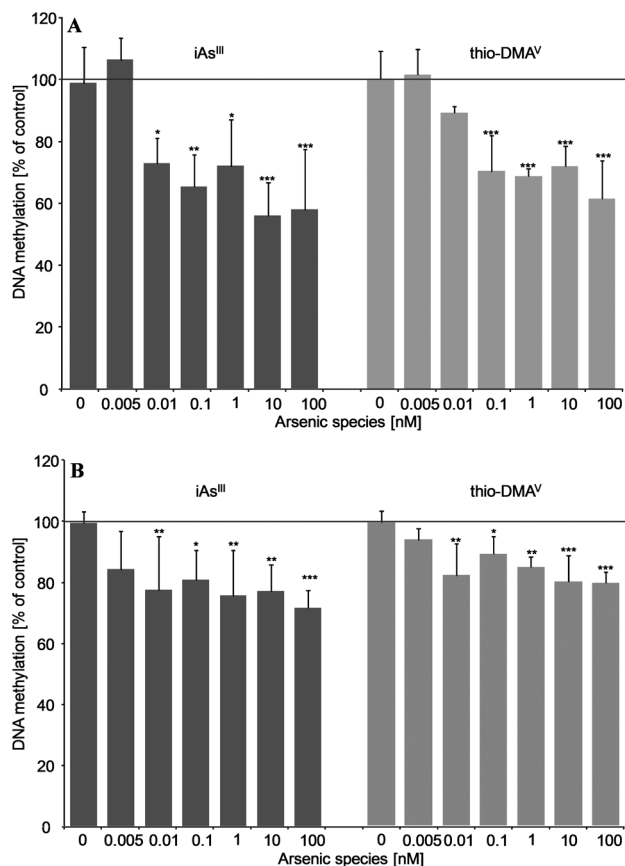 A
iAsᴵᴵᴵ
thio-DMAⱽ
DNA methylation [% of control]
120
100
80
60
40
20
0
* ** * *** ***
*** *** *** ***
0 0.005 0.01 0.1 1 10 100
0 0.005 0.01 0.1 1 10 100
Arsenic species [nM]
B
iAsᴵᴵᴵ
thio-DMAⱽ
DNA methylation [% of control]
120
100
80
60
40
20
0
** * ** ** ***
** * ** *** ***
0 0.005 0.01 0.1 1 10 100
0 0.005 0.01 0.1 1 10 100
Arsenic species [nM]